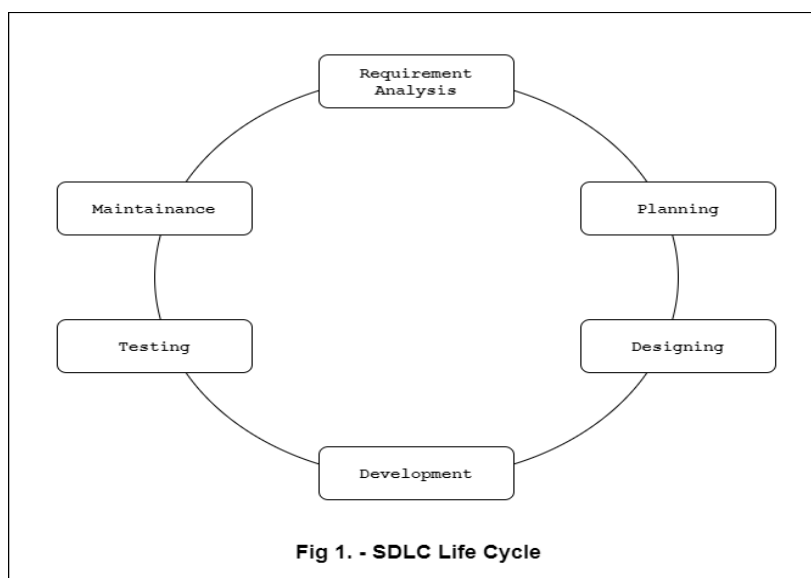 Requirement
Analysis
Maintainance
Planning
Testing
Designing
Development
Fig 1. - SDLC Life Cycle